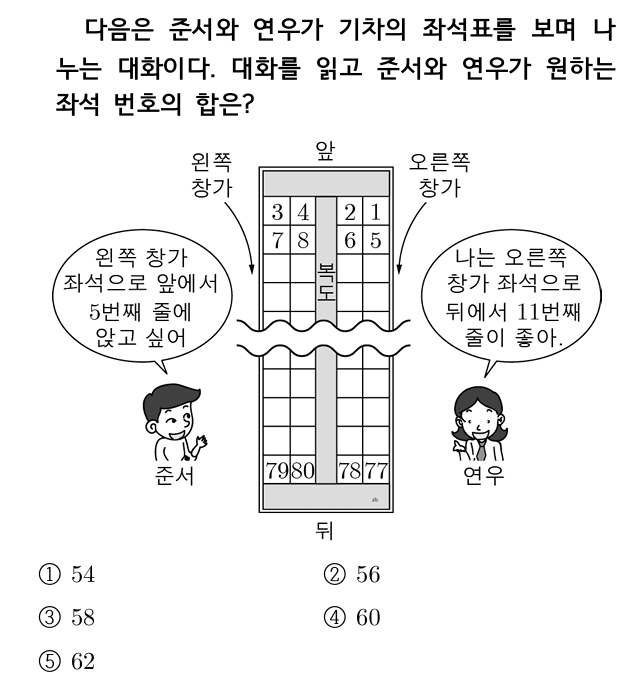 다음은 준서와 연우가 기차의 좌석표를 보며 나
누는 대화이다. 대화를 읽고 준서와 연우가 원하는
좌석 번호의 합은?
앞
왼쪽
창가
오른쪽
창가
3 4 2 1
7 8 6 5
복
도
왼쪽 창가
좌석으로 앞에서
5번째 줄에
앉고 싶어
나는 오른쪽
창가 좌석으로
뒤에서 11번째
줄이 좋아.
준서
연우
79 80 78 77
뒤
① 54
② 56
③ 58
④ 60
⑤ 62